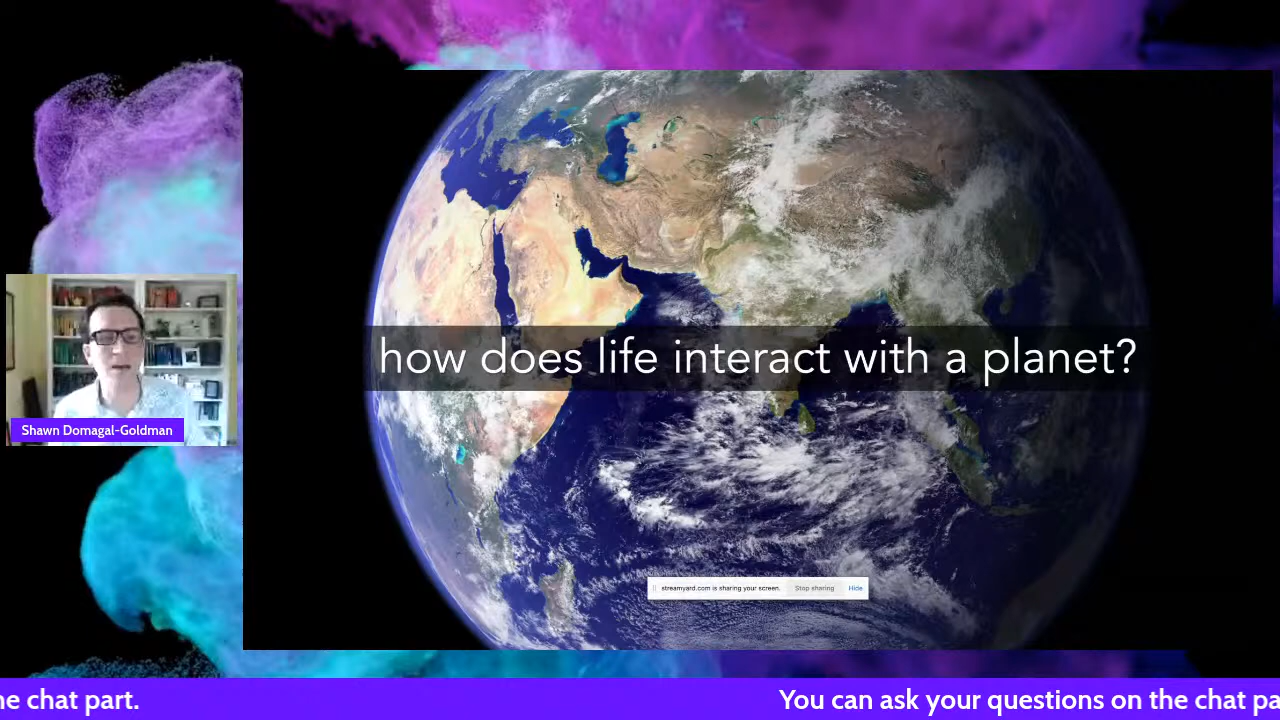 how does life interact with a planet?
Shawn Domagal-Goldman
streamyard.com is sharing your screen.
Stop sharing
Hide
he chat part.
You can ask your questions on the chat pa